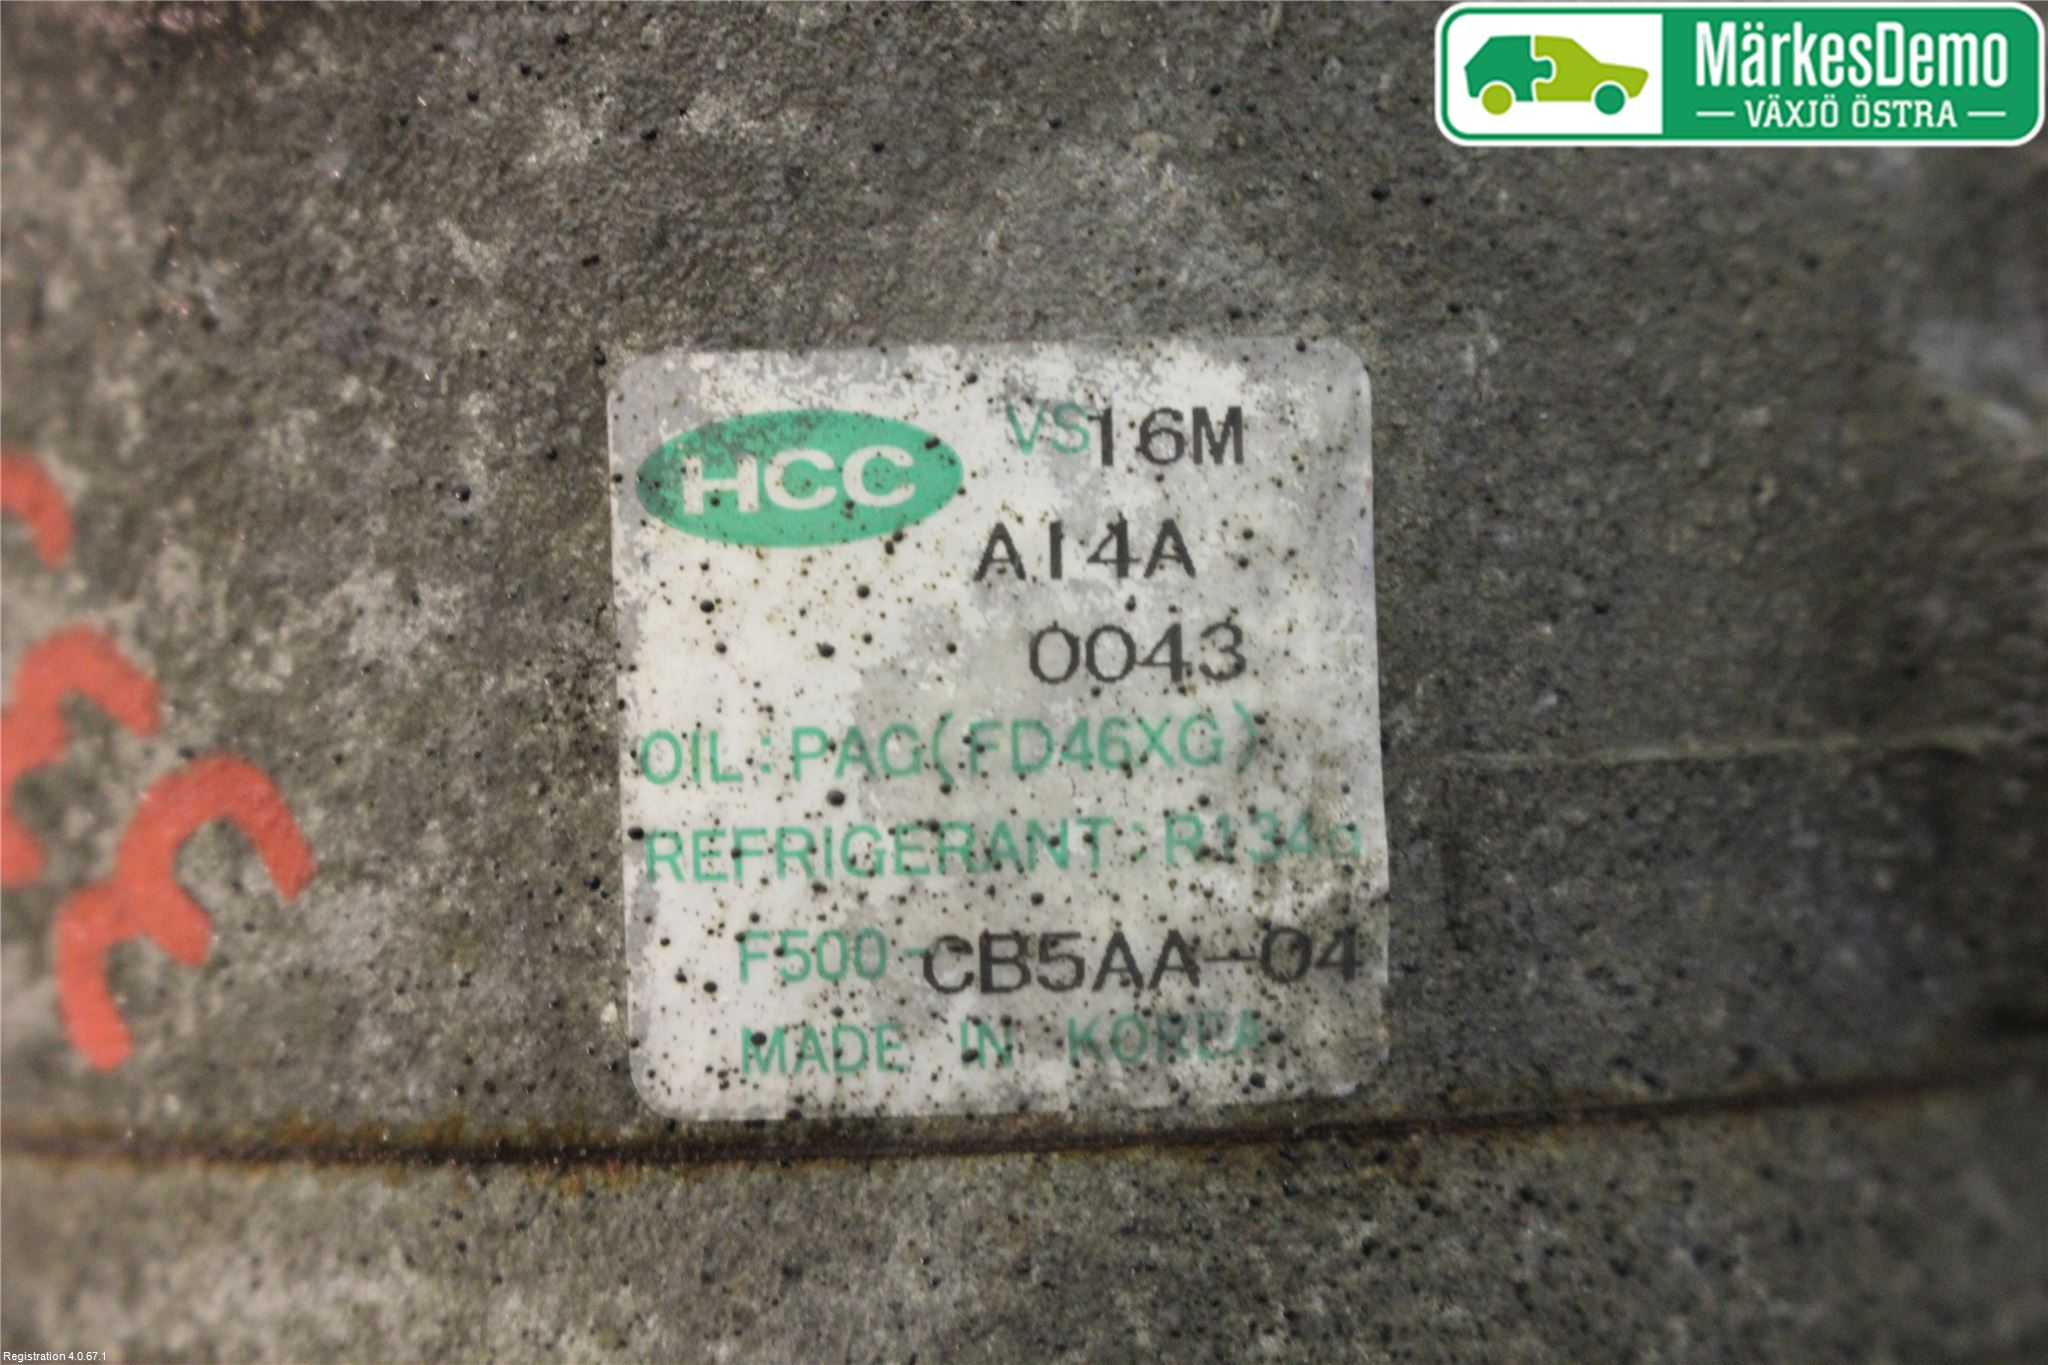 MärkesDemo
VÄXJÖ ÖSTRA
HCC
VS16M
A14A
0043
OIL: PAG(FD46XG)
REFRIGERANT: R134a
F500-CB5AA-04
MADE IN KOREA
Registration 4.0.67.1